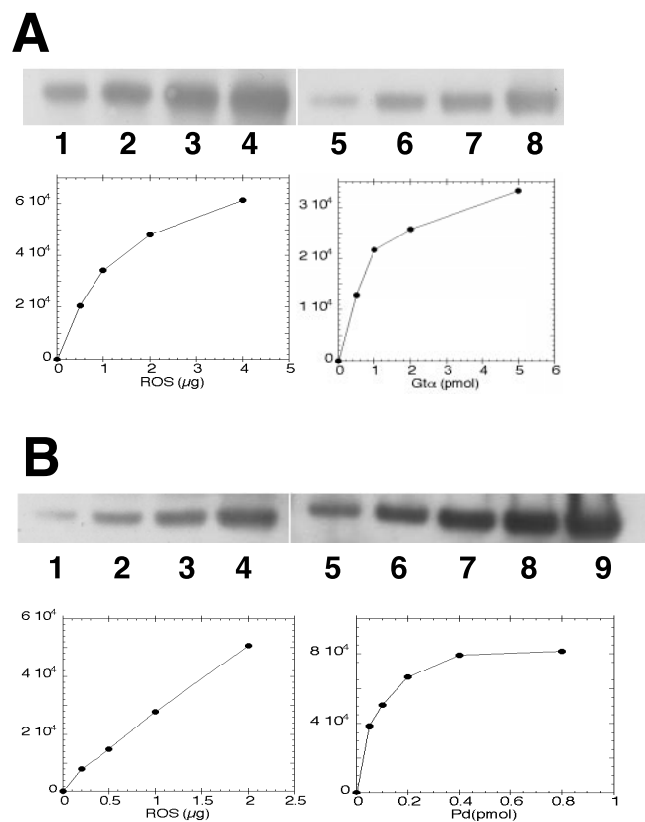 A
1 2 3 4 5 6 7 8
6 10⁴
4 10⁴
2 10⁴
0
0 1 2 3 4 5
ROS (µg)
3 10⁴
2 10⁴
1 10⁴
0
0 1 2 3 4 5 6
Gtα (pmol)
B
1 2 3 4 5 6 7 8 9
6 10⁴
4 10⁴
2 10⁴
0
0 0.5 1 1.5 2 2.5
ROS (µg)
8 10⁴
4 10⁴
0
0 0.2 0.4 0.6 0.8 1
Pd(pmol)